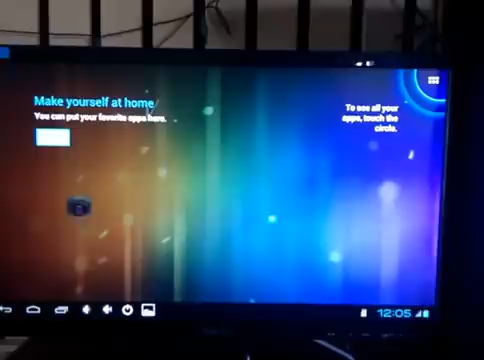 Make yourself at home
You can put your favorite apps here.
To see all your
apps, touch the
circle.
12:05